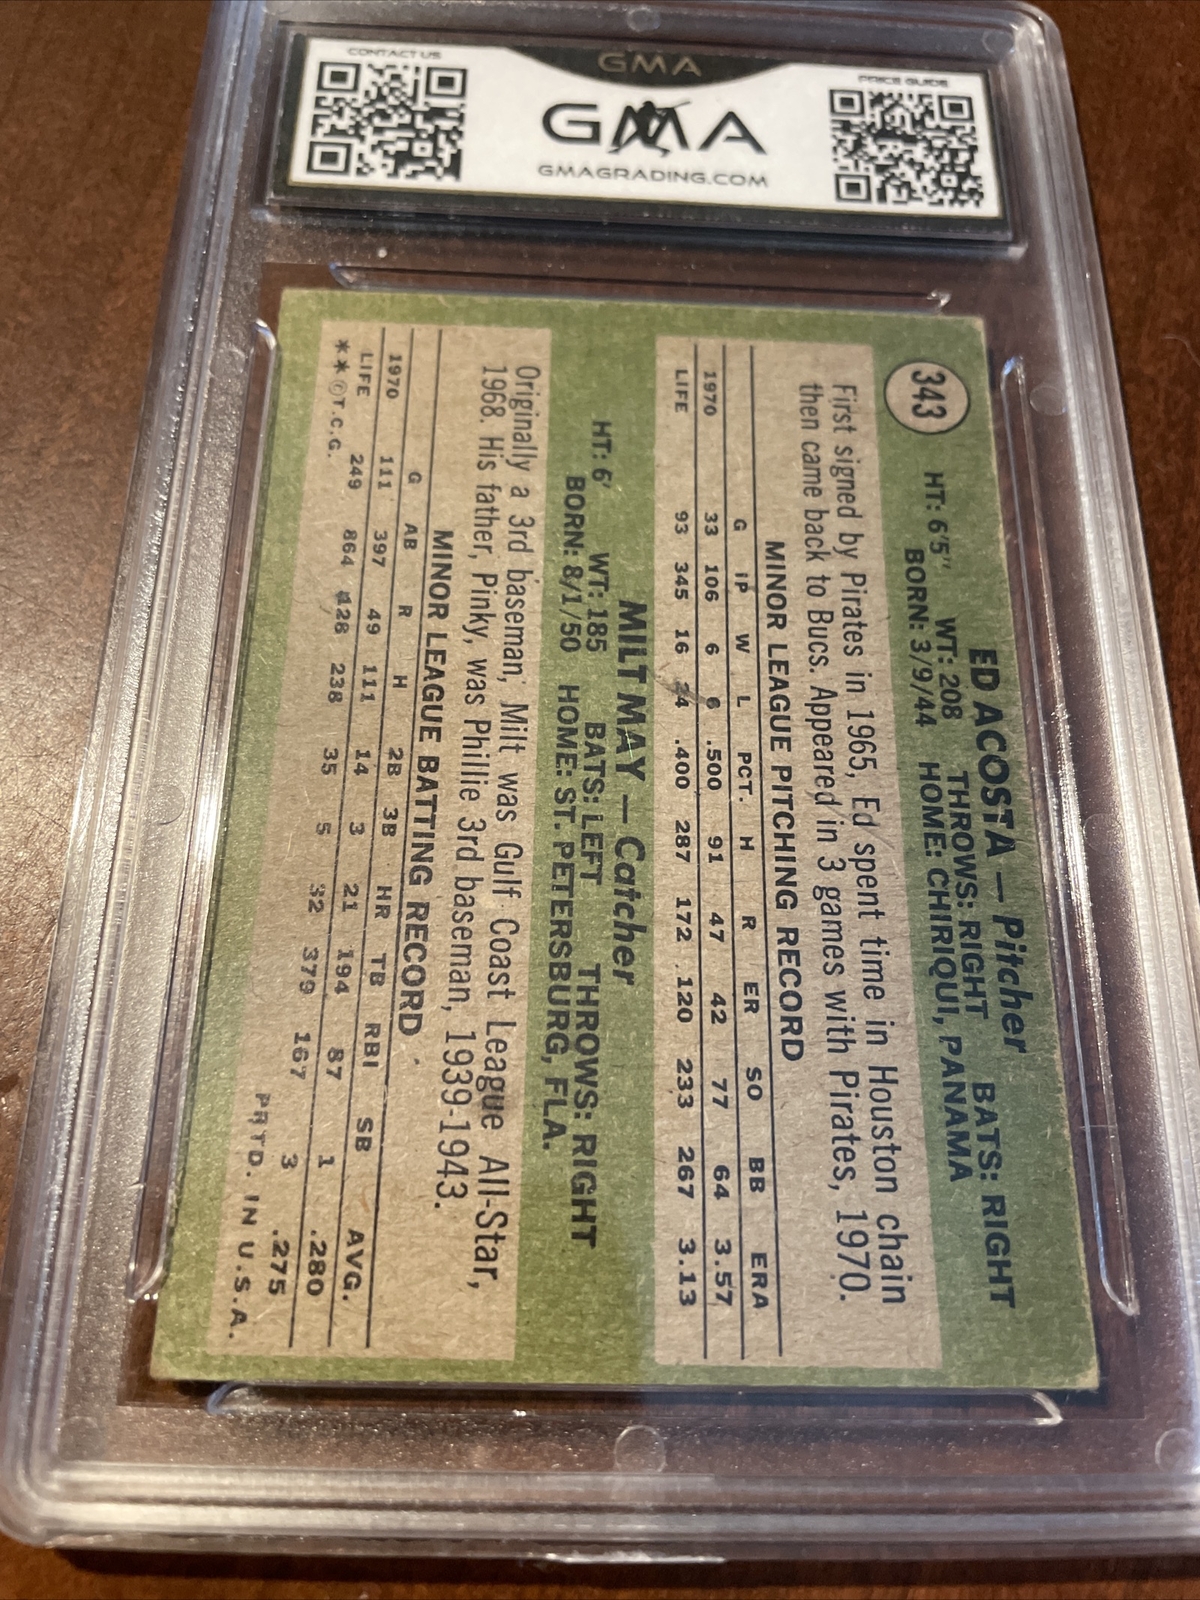 CONTACT US
GMA
PRICE GUIDE
GMA
GMAGRADING.COM
343
ED ACOSTA — Pitcher
HT: 6'5" WT: 208 THROWS: RIGHT BATS: RIGHT
BORN: 3/9/44 HOME: CHIRIQUI, PANAMA
First signed by Pirates in 1965, Ed spent time in Houston chain
then came back to Bucs. Appeared in 3 games with Pirates, 1970.
MINOR LEAGUE PITCHING RECORD
G IP W L PCT. H R ER SO BB ERA
1970 33 106 6 6 .500 91 47 42 77 64 3.57
LIFE 93 345 16 24 .400 287 172 120 233 267 3.13
MILT MAY — Catcher
HT: 6' WT: 185 BATS: LEFT THROWS: RIGHT
BORN: 8/1/50 HOME: ST. PETERSBURG, FLA.
Originally a 3rd baseman, Milt was Gulf Coast League All-Star,
1968. His father, Pinky, was Phillie 3rd baseman, 1939-1943.
MINOR LEAGUE BATTING RECORD
G AB R H 2B 3B HR TB RBI SB AVG.
1970 111 397 49 111 14 3 21 194 87 1 .280
LIFE 249 864 128 238 35 5 32 379 167 3 .275
**©T.C.G. PRTD. IN U.S.A.